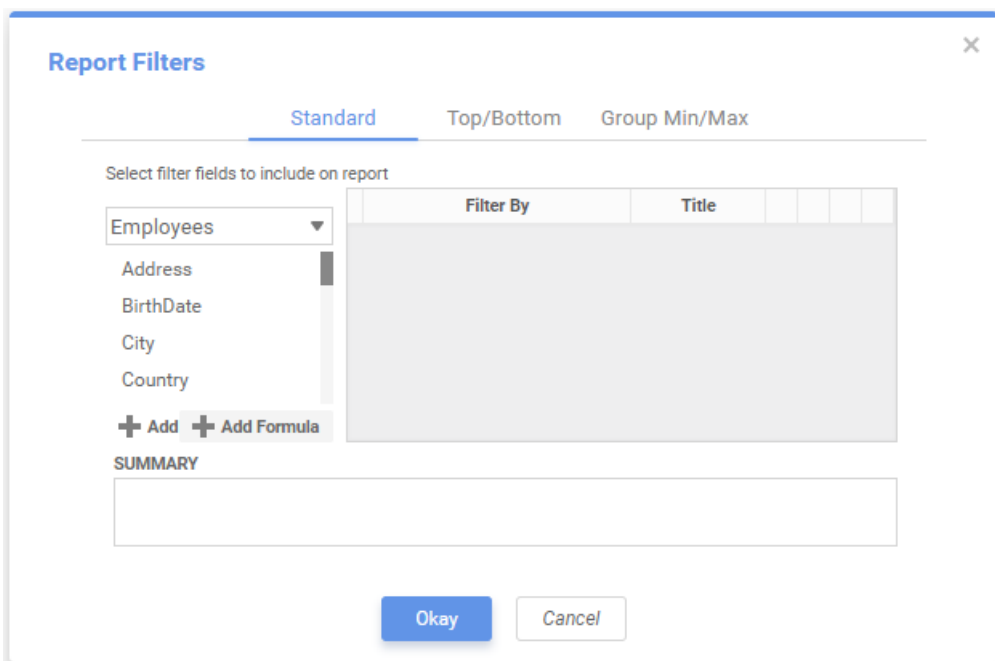 ×
Report Filters
Standard Top/Bottom Group Min/Max
Select filter fields to include on report
Filter By Title
Employees
Address
BirthDate
City
Country
Add Add Formula
SUMMARY
Okay Cancel